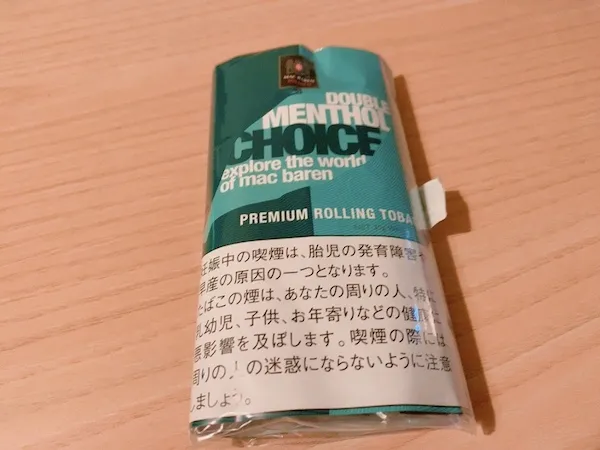 DOUBLE
MENTHOL
CHOICE
explore the world
of mac baren
PREMIUM ROLLING TOBA
妊娠中の喫煙は、胎児の発育障害や
早産の原因の一つとなります。
たばこの煙は、あなたの周りの人、特に
乳幼児、子供、お年寄りなどの健康に
悪影響を及ぼします。喫煙の際には
周りの人の迷惑にならないように注意
しましょう。